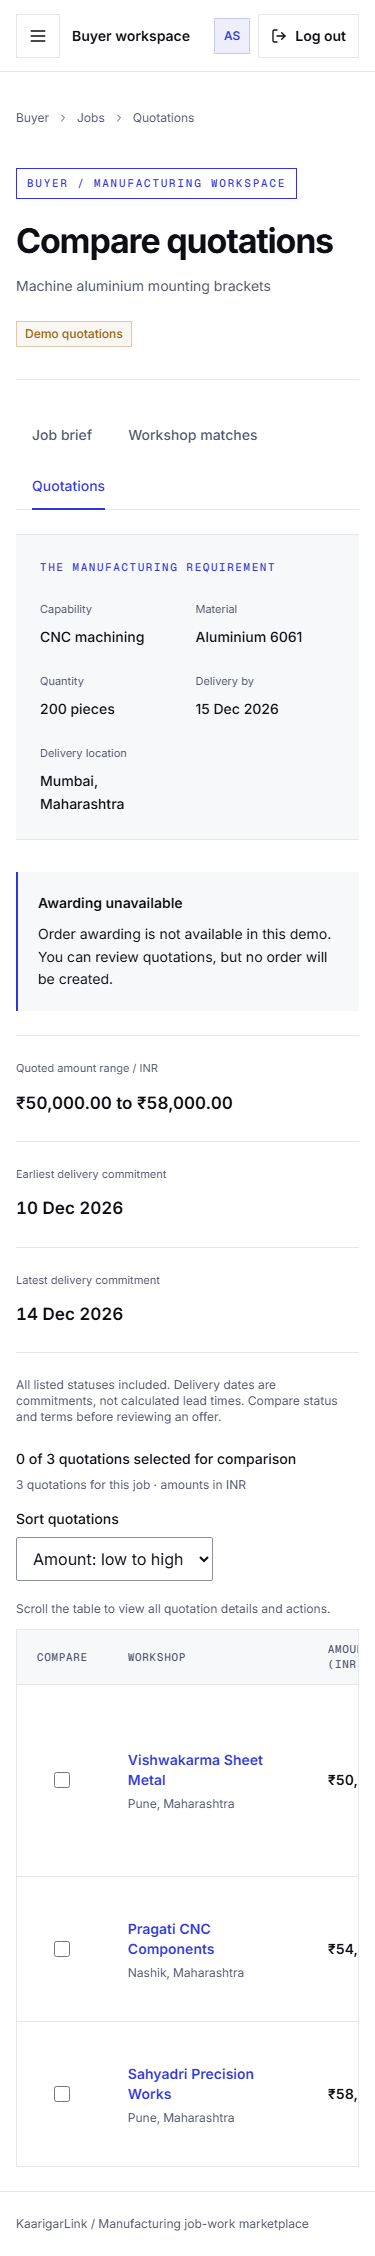 Buyer workspace
AS
Log out
Buyer > Jobs > Quotations
BUYER / MANUFACTURING WORKSPACE
Compare quotations
Machine aluminium mounting brackets
Demo quotations
Job brief
Workshop matches
Quotations
THE MANUFACTURING REQUIREMENT
Capability
CNC machining
Material
Aluminium 6061
Quantity
200 pieces
Delivery by
15 Dec 2026
Delivery location
Mumbai,
Maharashtra
Awarding unavailable
Order awarding is not available in this demo.
You can review quotations, but no order will
be created.
Quoted amount range / INR
₹50,000.00 to ₹58,000.00
Earliest delivery commitment
10 Dec 2026
Latest delivery commitment
14 Dec 2026
All listed statuses included. Delivery dates are
commitments, not calculated lead times. Compare status
and terms before reviewing an offer.
0 of 3 quotations selected for comparison
3 quotations for this job · amounts in INR
Sort quotations
Amount: low to high
Scroll the table to view all quotation details and actions.
COMPARE
WORKSHOP
(INR
Vishwakarma Sheet
Metal
Pune, Maharashtra
₹50,
Pragati CNC
Components
Nashik, Maharashtra
₹54,
Sahyadri Precision
Works
Pune, Maharashtra
₹58,
KaarigarLink / Manufacturing job-work marketplace